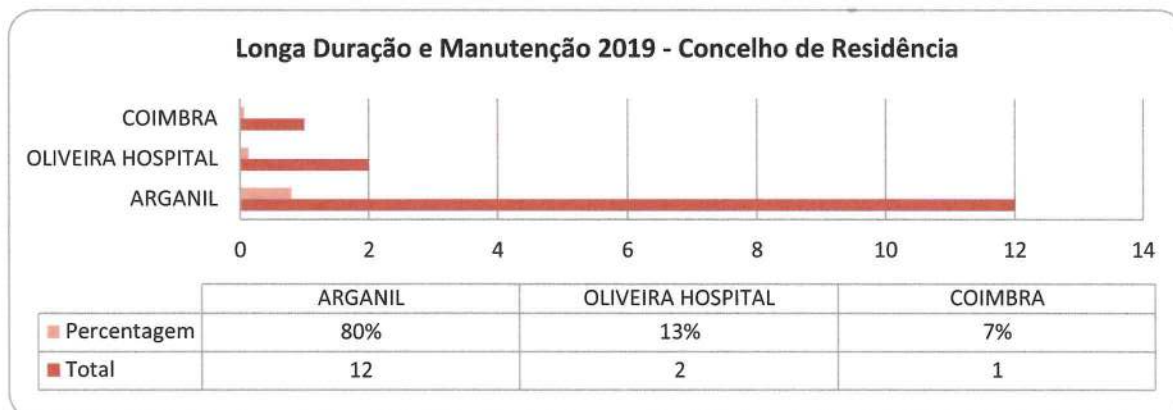 Longa Duração e Manutenção 2019 - Concelho de Residência
COIMBRA
OLIVEIRA HOSPITAL
ARGANIL
0 2 4 6 8 10 12 14
ARGANIL OLIVEIRA HOSPITAL COIMBRA
Percentagem 80% 13% 7%
Total 12 2 1